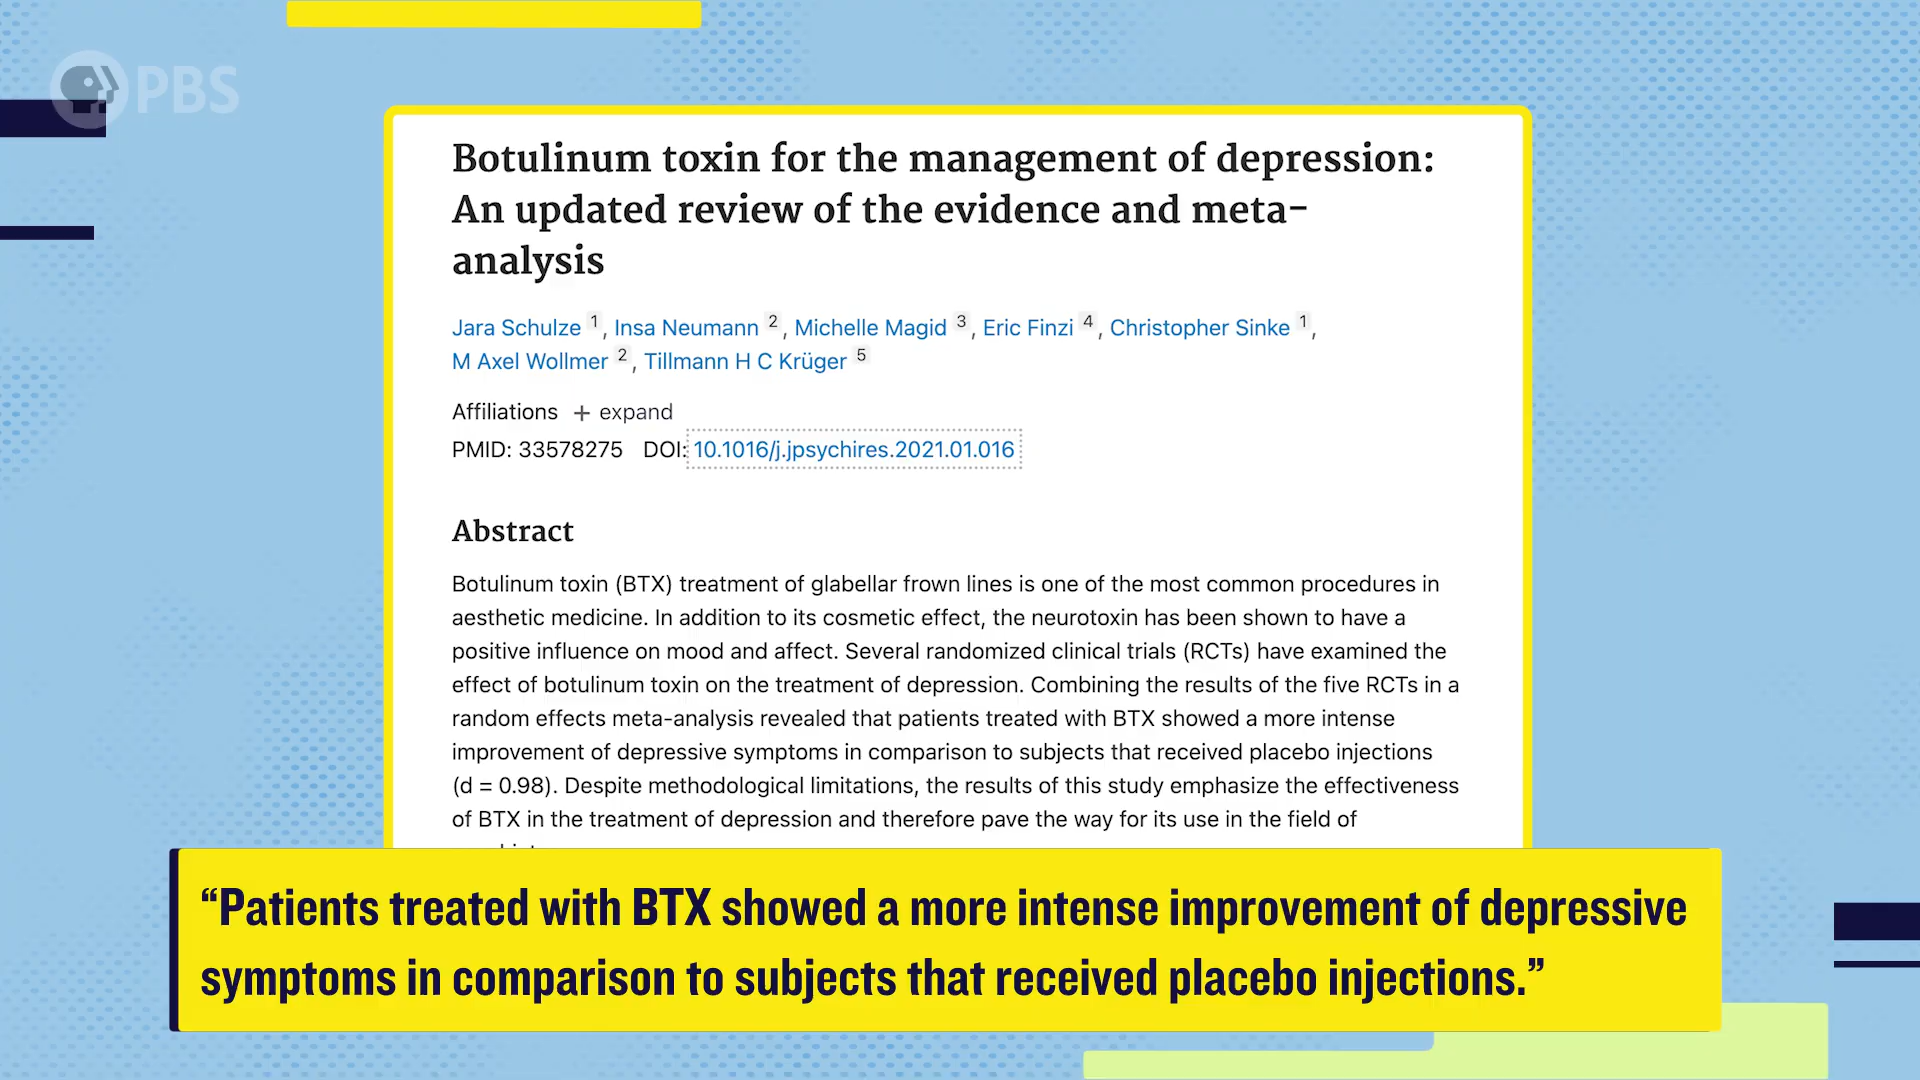 PBS
Botulinum toxin for the management of depression:
An updated review of the evidence and meta-
analysis
Jara Schulze 1, Insa Neumann 2, Michelle Magid 3, Eric Finzi 4, Christopher Sinke 1,
M Axel Wollmer 2, Tillmann H C Krüger 5
Affiliations + expand
PMID: 33578275 DOI: 10.1016/j.jpsychires.2021.01.016
Abstract
Botulinum toxin (BTX) treatment of glabellar frown lines is one of the most common procedures in
aesthetic medicine. In addition to its cosmetic effect, the neurotoxin has been shown to have a
positive influence on mood and affect. Several randomized clinical trials (RCTs) have examined the
effect of botulinum toxin on the treatment of depression. Combining the results of the five RCTs in a
random effects meta-analysis revealed that patients treated with BTX showed a more intense
improvement of depressive symptoms in comparison to subjects that received placebo injections
(d = 0.98). Despite methodological limitations, the results of this study emphasize the effectiveness
of BTX in the treatment of depression and therefore pave the way for its use in the field of
“Patients treated with BTX showed a more intense improvement of depressive
symptoms in comparison to subjects that received placebo injections.”